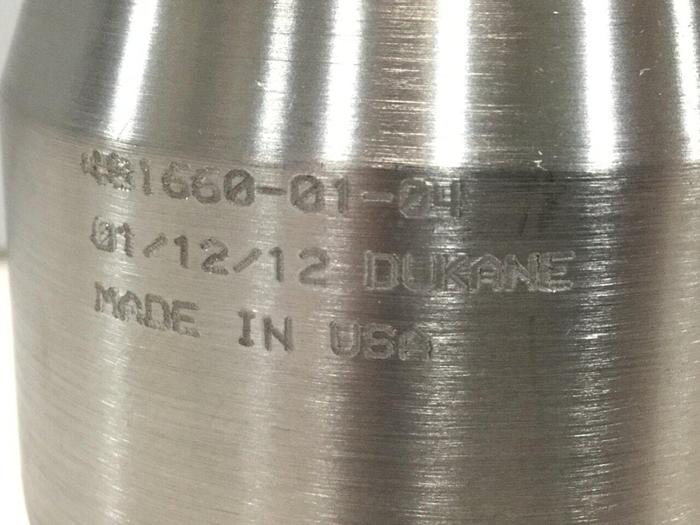 481660-01-04
01/12/12 DUKANE
MADE IN USA